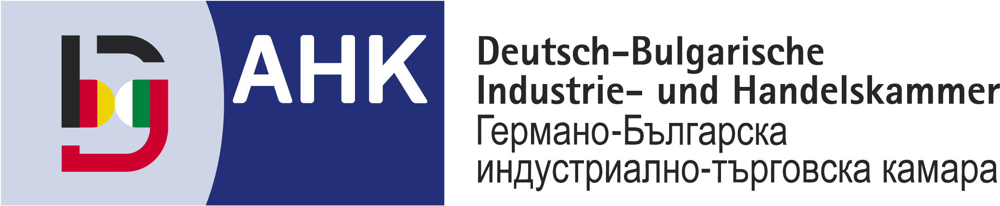 AHK
Deutsch-Bulgarische
Industrie- und Handelskammer
Германо-Българска
индустриално-търговска камара